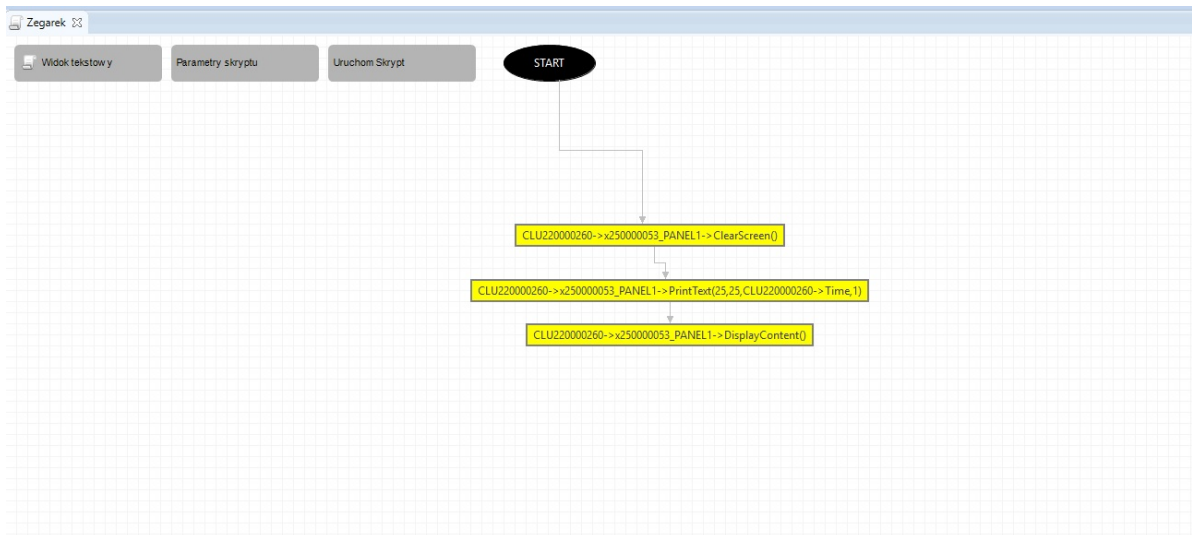 Zegarek
Widok tekstowy
Parametry skryptu
Uruchom Skrypt
START
CLU220000260->x250000053_PANEL1->ClearScreen()
CLU220000260->x250000053_PANEL1->PrintText(25,25,CLU220000260->Time,1)
CLU220000260->x250000053_PANEL1->DisplayContent()